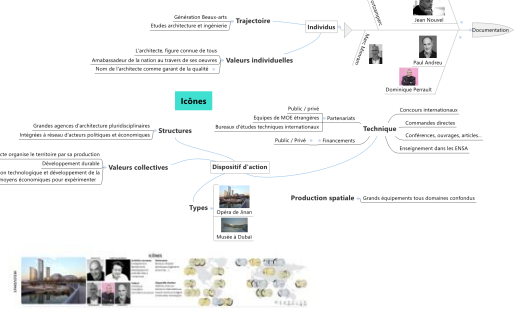 Génération Beaux-arts
Etudes architecture et ingénierie
Trajectoire
Individus
Jean Nouvel
Documentation
Paul Andreu
Dominique Perrault
L'architecte, figure connue de tous
Amabassadeur de la nation au travers de ses oeuvres
Nom de l'architecte comme garant de la qualité
Valeurs individuelles
Icônes
Grandes agences d'architecture pluridisciplinaires
Intégrées à réseau d'acteurs politiques et économiques
Structures
Public / privé
Equipes de MOE étrangères
Bureaux d'études techniques internationaux
Partenariats
Public / Privé
Financements
Technique
Concours internationaux
Commandes directes
Conférences, ouvrages, articles...
Enseignement dans les ENSA
cte organise le territoire par sa production
Développement durable
on technologique et développement de la
moyens économiques pour expérimenter
Valeurs collectives
Dispositif d'action
Types
Opéra de Jinan
Musée à Dubai
Production spatiale
Grands équipements tous domaines confondus
ICÔNES